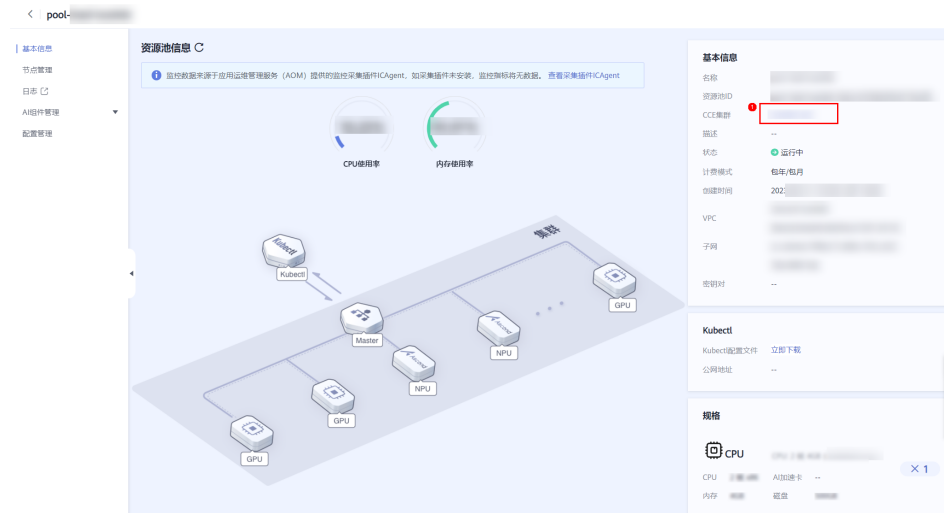 pool-
基本信息
节点管理
日志
AI组件管理
配置管理
资源池信息
监控数据来源于应用运维管理服务（AOM）提供的监控采集插件ICAgent，如采集插件未安装，监控指标将无数据。 查看采集插件ICAgent
CPU使用率
内存使用率
集群
Kubectl
Kubectl
Master
Ascend
NPU
GPU
Ascend
NPU
GPU
GPU
基本信息
名称
资源池ID
1
CCE集群
描述 --
状态 运行中
计费模式 包年/包月
创建时间 202
VPC
子网
密钥对 --
Kubectl
Kubectl配置文件 立即下载
公网地址 --
规格
CPU
× 1
CPU AI加速卡 --
内存 磁盘